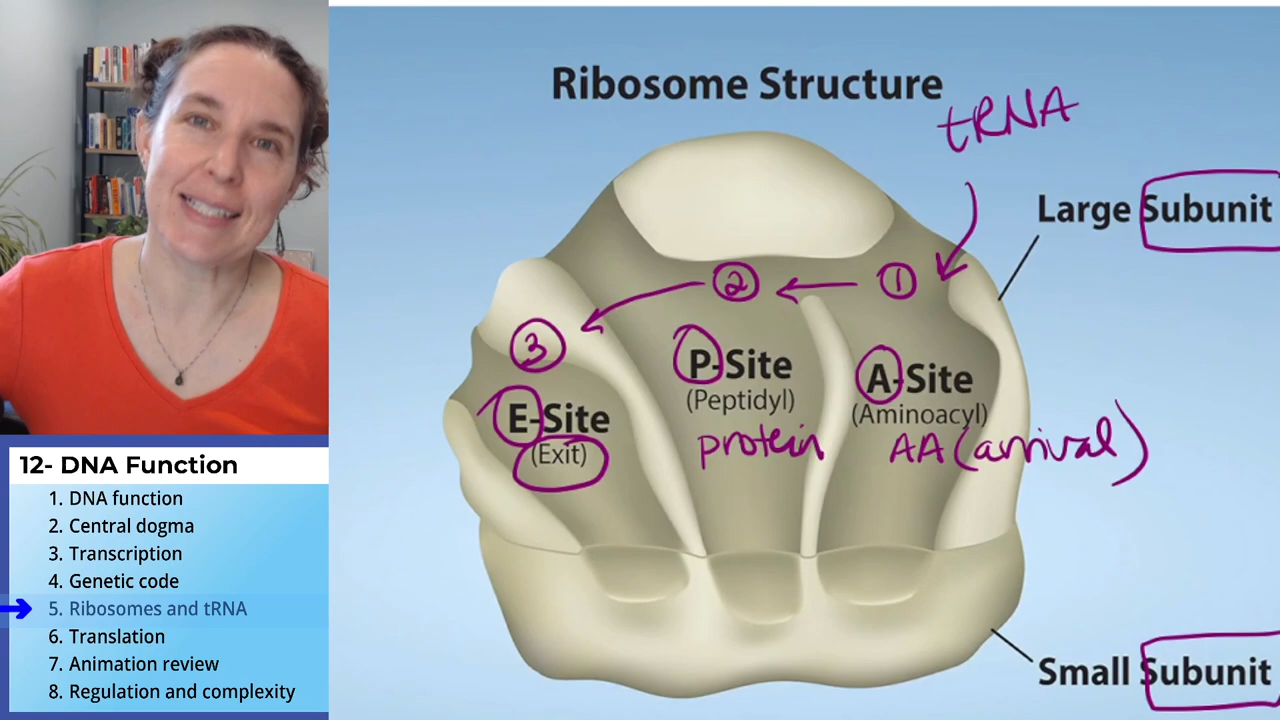 Ribosome Structure
tRNA
Large Subunit
2
1
3
P-Site
(Peptidyl)
protein
A-Site
(Aminoacyl)
AA (arrival)
E-Site
(Exit)
Small Subunit
12- DNA Function
1. DNA function
2. Central dogma
3. Transcription
4. Genetic code
5. Ribosomes and tRNA
6. Translation
7. Animation review
8. Regulation and complexity